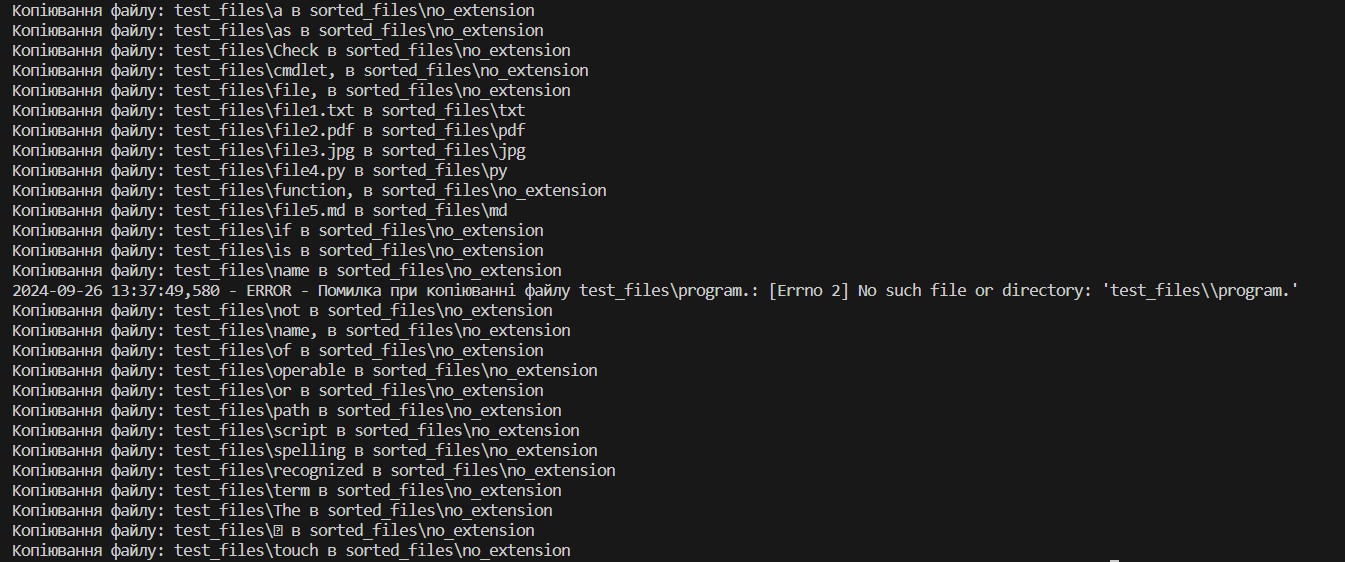 Копіювання файлу: test_files\a в sorted_files\no_extension
Копіювання файлу: test_files\as в sorted_files\no_extension
Копіювання файлу: test_files\Check в sorted_files\no_extension
Копіювання файлу: test_files\cmdlet, в sorted_files\no_extension
Копіювання файлу: test_files\file, в sorted_files\no_extension
Копіювання файлу: test_files\file1.txt в sorted_files\txt
Копіювання файлу: test_files\file2.pdf в sorted_files\pdf
Копіювання файлу: test_files\file3.jpg в sorted_files\jpg
Копіювання файлу: test_files\file4.py в sorted_files\py
Копіювання файлу: test_files\function, в sorted_files\no_extension
Копіювання файлу: test_files\file5.md в sorted_files\md
Копіювання файлу: test_files\if в sorted_files\no_extension
Копіювання файлу: test_files\is в sorted_files\no_extension
Копіювання файлу: test_files\name в sorted_files\no_extension
2024-09-26 13:37:49,580 - ERROR - Помилка при копіюванні файлу test_files\program.: [Errno 2] No such file or directory: 'test_files\\program.'
Копіювання файлу: test_files\not в sorted_files\no_extension
Копіювання файлу: test_files\name, в sorted_files\no_extension
Копіювання файлу: test_files\of в sorted_files\no_extension
Копіювання файлу: test_files\operable в sorted_files\no_extension
Копіювання файлу: test_files\or в sorted_files\no_extension
Копіювання файлу: test_files\path в sorted_files\no_extension
Копіювання файлу: test_files\script в sorted_files\no_extension
Копіювання файлу: test_files\spelling в sorted_files\no_extension
Копіювання файлу: test_files\recognized в sorted_files\no_extension
Копіювання файлу: test_files\term в sorted_files\no_extension
Копіювання файлу: test_files\The в sorted_files\no_extension
Копіювання файлу: test_files\ в sorted_files\no_extension
Копіювання файлу: test_files\touch в sorted_files\no_extension